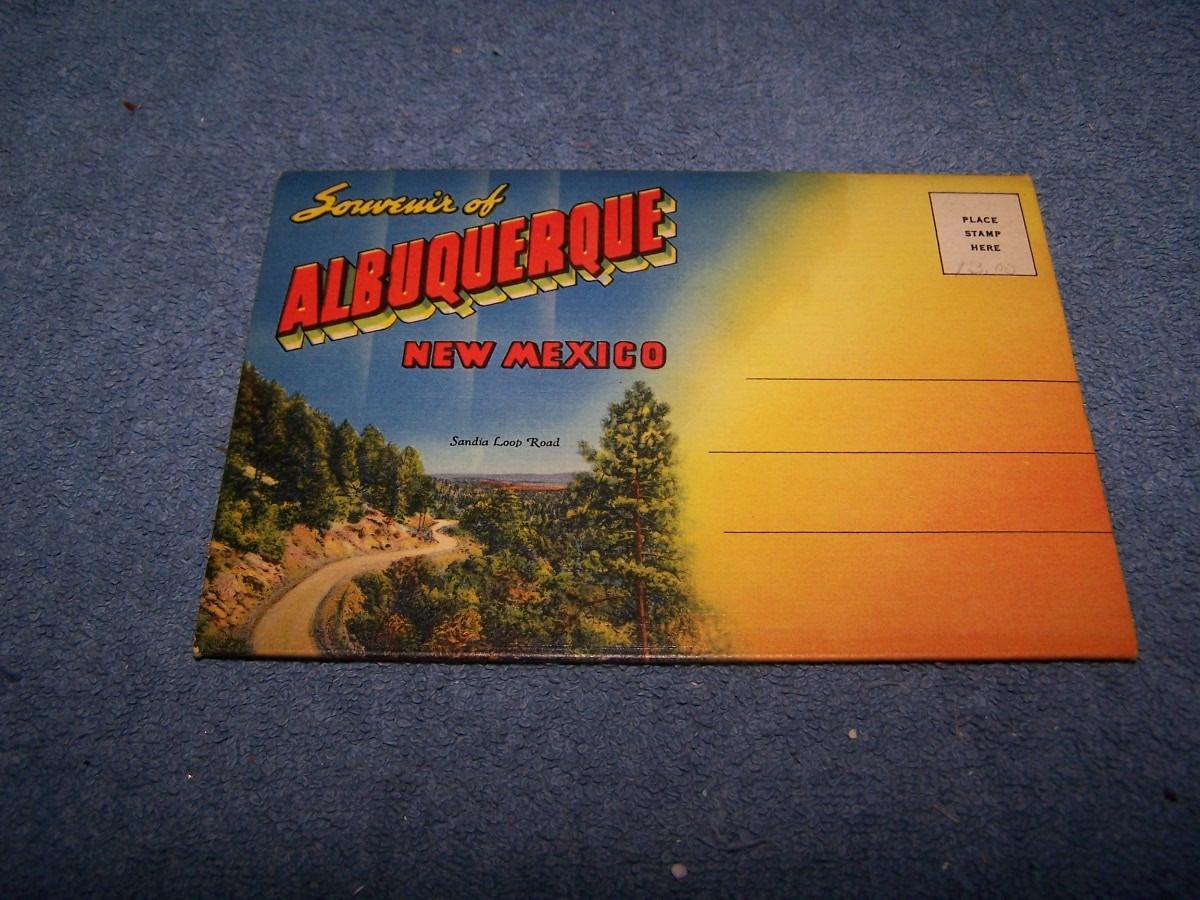 Souvenir of
ALBUQUERQUE
NEW MEXICO
Sandia Loop Road
PLACE
STAMP
HERE